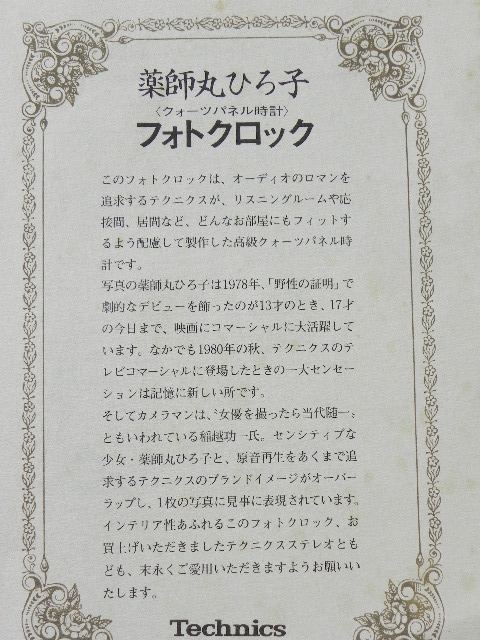 薬師丸ひろ子
〈クォーツパネル時計〉
フォトクロック
このフォトクロックは、オーディオのロマンを
追求するテクニクスが、リスニングルームや応
接間、居間など、どんなお部屋にもフィットす
るよう配慮して製作した高級クォーツパネル時
計です。
写真の薬師丸ひろ子は1978年、「野性の証明」で
劇的なデビューを飾ったのが13才のとき、17才
の今日まで、映画にコマーシャルに大活躍して
います。なかでも1980年の秋、テクニクスのテ
レビコマーシャルに登場したときの一大センセー
ションは記憶に新しい所です。
そしてカメラマンは、〝女優を撮ったら当代随一〟
ともいわれている稲越功一氏。センシティブな
少女・薬師丸ひろ子と、原音再生をあくまで追
求するテクニクスのブランドイメージがオーバー
ラップし、1枚の写真に見事に表現されています。
インテリア性あふれるこのフォトクロック、お
買上げいただきましたテクニクスステレオとも
ども、末永くご愛用いただきますようお願いい
たします。
Technics